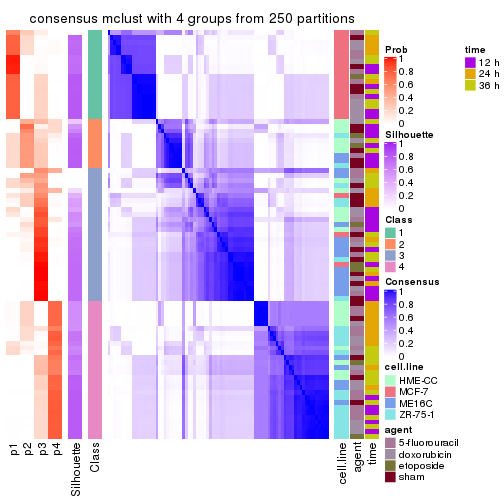 consensus mclust with 4 groups from 250 partitions
Prob
1
0.8
0.6
0.4
0.2
0
time
12 h
24 h
36 h
Silhouette
1
0.8
0.6
0.4
0.2
0
Class
1
2
3
4
Consensus
1
0.8
0.6
0.4
0.2
0
cell.line
HME-CC
MCF-7
ME16C
ZR-75-1
agent
5-fluorouracil
doxorubicin
etoposide
sham
p1
p2
p3
p4
Silhouette
Class
cell.line
agent
time